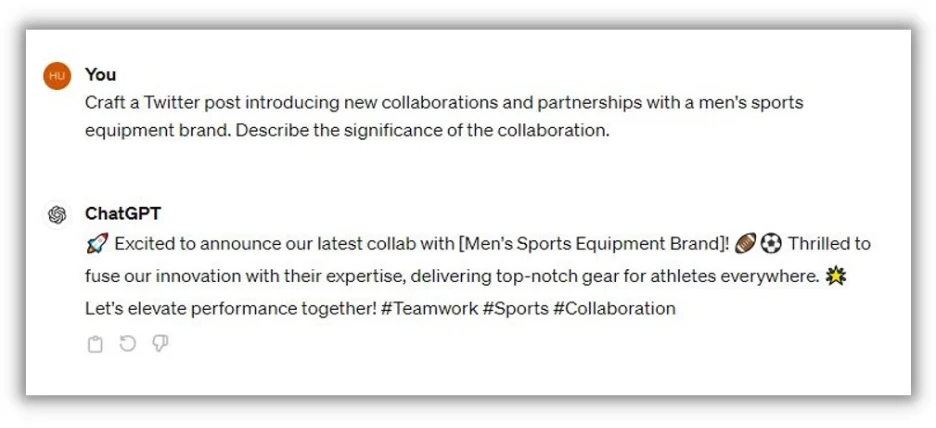 HU
You
Craft a Twitter post introducing new collaborations and partnerships with a men's sports
equipment brand. Describe the significance of the collaboration.
ChatGPT
🚀 Excited to announce our latest collab with [Men's Sports Equipment Brand]! 🏈⚽ Thrilled to
fuse our innovation with their expertise, delivering top-notch gear for athletes everywhere. 🌟
Let's elevate performance together! #Teamwork #Sports #Collaboration